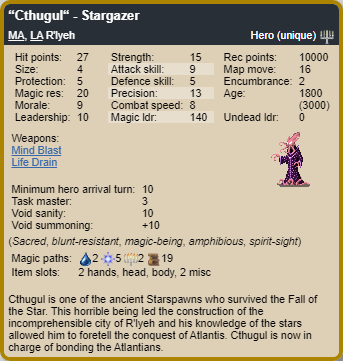 “Cthugul“ - Stargazer
MA, LA R'lyeh Hero (unique)
Hit points: 27 Strength: 15 Rec points: 10000
Size: 4 Attack skill: 9 Map move: 16
Protection: 5 Defence skill: 5 Encumbrance: 2
Magic res: 20 Precision: 13 Age: 1800
Morale: 9 Combat speed: 8 (3000)
Leadership: 10 Magic ldr: 140 Undead ldr: 0
Weapons:
Mind Blast
Life Drain
Minimum hero arrival turn: 10
Task master: 3
Void sanity: 10
Void summoning: +10
(Sacred, blunt-resistant, magic-being, amphibious, spirit-sight)
Magic paths: 2 5 2 19
Item slots: 2 hands, head, body, 2 misc
Cthugul is one of the ancient Starspawns who survived the Fall
of the Star. This horrible being led the construction of the
incomprehensible city of R'lyeh and his knowledge of the stars
allowed him to foretell the conquest of Atlantis. Cthugul is now in
charge of bonding the Atlantians.